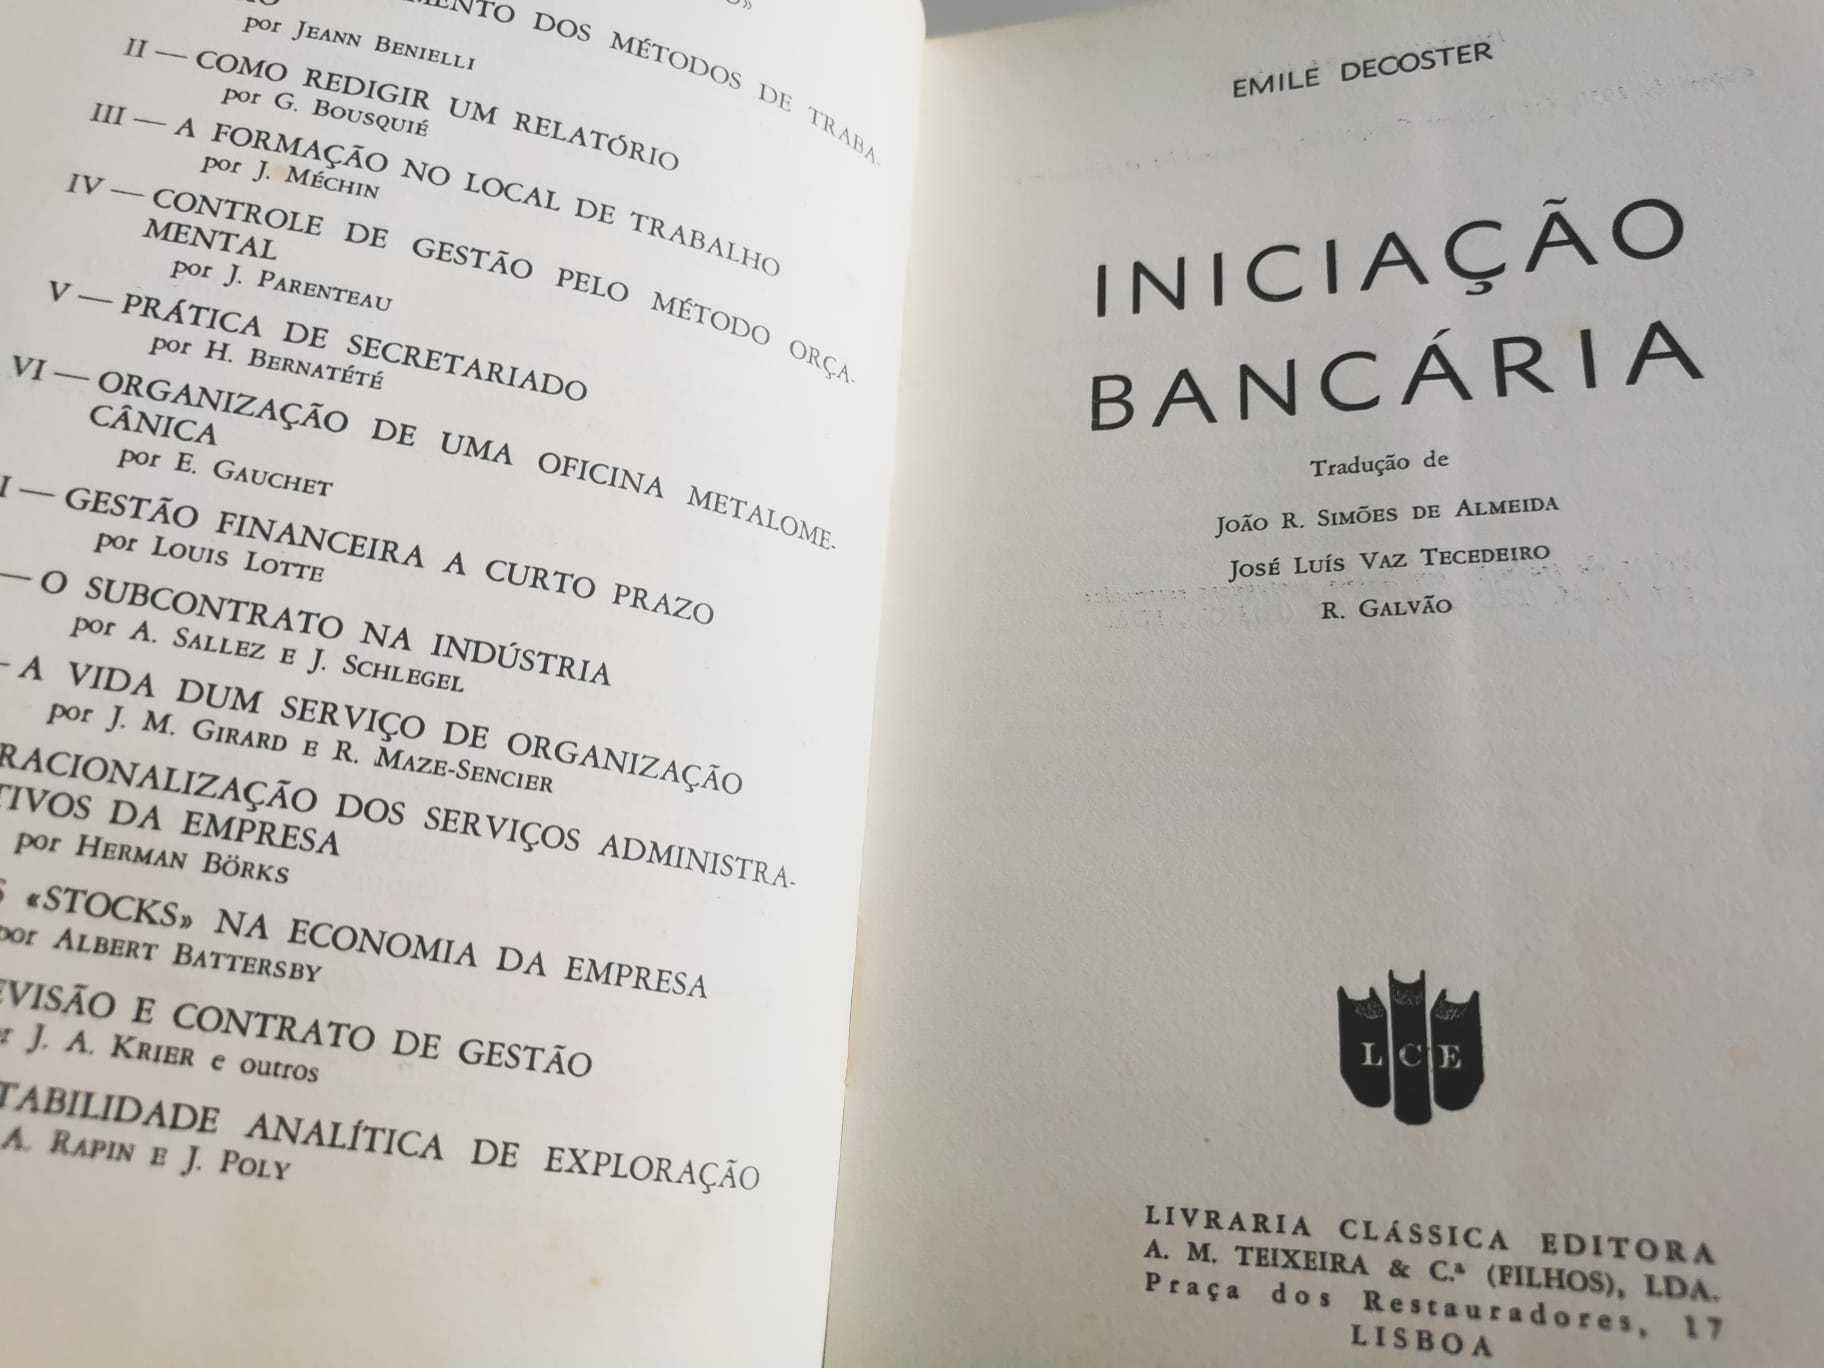 DOS MÉTODOS DE TRABA-
por JEANN BENIELLI
II — COMO REDIGIR UM RELATÓRIO
por G. BOUSQUIÉ
III — A FORMAÇÃO NO LOCAL DE TRABALHO
por J. MÉCHIN
IV — CONTROLE DE GESTÃO PELO MÉTODO ORÇA-
MENTAL
por J. PARENTEAU
V — PRÁTICA DE SECRETARIADO
por H. BERNATÉTÉ
VI — ORGANIZAÇÃO DE UMA OFICINA METALOME-
CÂNICA
por E. GAUCHET
I — GESTÃO FINANCEIRA A CURTO PRAZO
por LOUIS LOTTE
— O SUBCONTRATO NA INDÚSTRIA
por A. SALLEZ E J. SCHLEGEL
— A VIDA DUM SERVIÇO DE ORGANIZAÇÃO
por J. M. GIRARD E R. MAZE-SENCIER
RACIONALIZAÇÃO DOS SERVIÇOS ADMINISTRA-
TIVOS DA EMPRESA
por HERMAN BÖRKS
S «STOCKS» NA ECONOMIA DA EMPRESA
por ALBERT BATTERSBY
EVISÃO E CONTRATO DE GESTÃO
J. A. KRIER e outros
TABILIDADE ANALÍTICA DE EXPLORAÇÃO
A. RAPIN E J. POLY
EMILE DECOSTER
INICIAÇÃO
BANCÁRIA
Tradução de
JOÃO R. SIMÕES DE ALMEIDA
JOSÉ LUÍS VAZ TECEDEIRO
R. GALVÃO
L C E
LIVRARIA CLÁSSICA EDITORA
A. M. TEIXEIRA & C.ª (FILHOS), LDA.
Praça dos Restauradores, 17
LISBOA